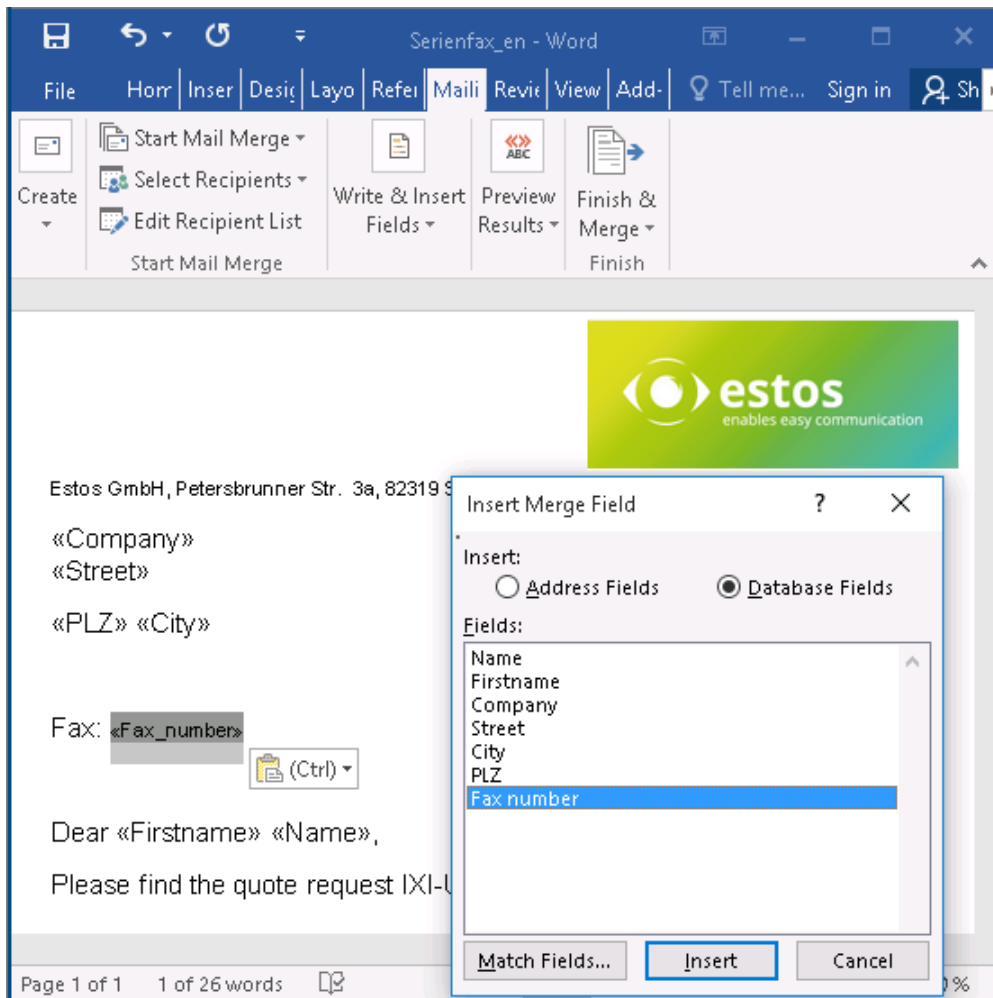 Serienfax_en - Word
File Hom Inser Desig Layo Refer Maili Revie View Add- Tell me... Sign in Sh
Create
Start Mail Merge
Select Recipients
Edit Recipient List
Start Mail Merge
Write & Insert
Fields
ABC
Preview
Results
Finish &
Merge
Finish
estos
enables easy communication
Estos GmbH, Petersbrunner Str. 3a, 82319
«Company»
«Street»
«PLZ» «City»
Fax: «Fax_number»
(Ctrl)
Dear «Firstname» «Name»,
Please find the quote request IXI-
Insert Merge Field ?
Insert:
Address Fields Database Fields
Fields:
Name
Firstname
Company
Street
City
PLZ
Fax number
Match Fields... Insert Cancel
Page 1 of 1 1 of 26 words %